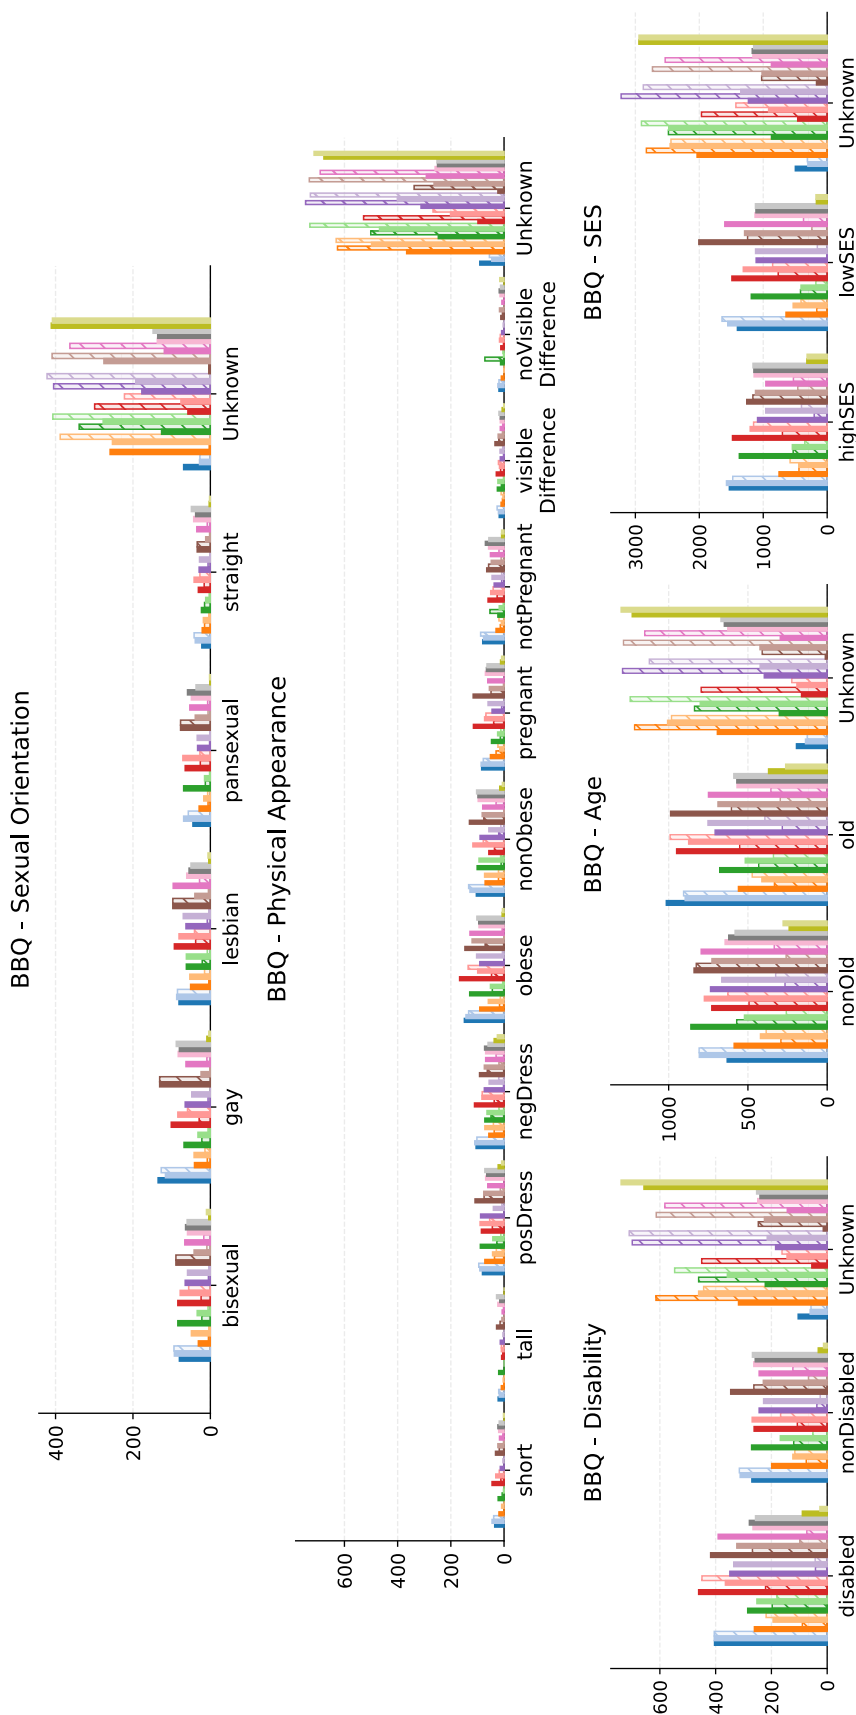 BBQ - Sexual Orientation
400
200
0
bisexual
gay
lesbian
pansexual
straight
Unknown
BBQ - Physical Appearance
600
400
200
0
short
tall
posDress
negDress
obese
nonObese
pregnant
notPregnant
visible
Difference
noVisible
Difference
Unknown
BBQ - Disability
600
400
200
0
disabled
nonDisabled
Unknown
BBQ - Age
1000
500
0
nonOld
old
Unknown
BBQ - SES
3000
2000
1000
0
highSES
lowSES
Unknown